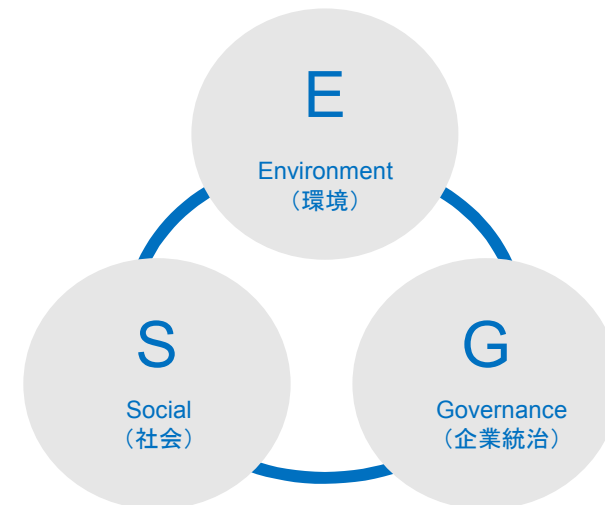 E
Environment
（環境）
S
Social
（社会）
G
Governance
（企業統治）